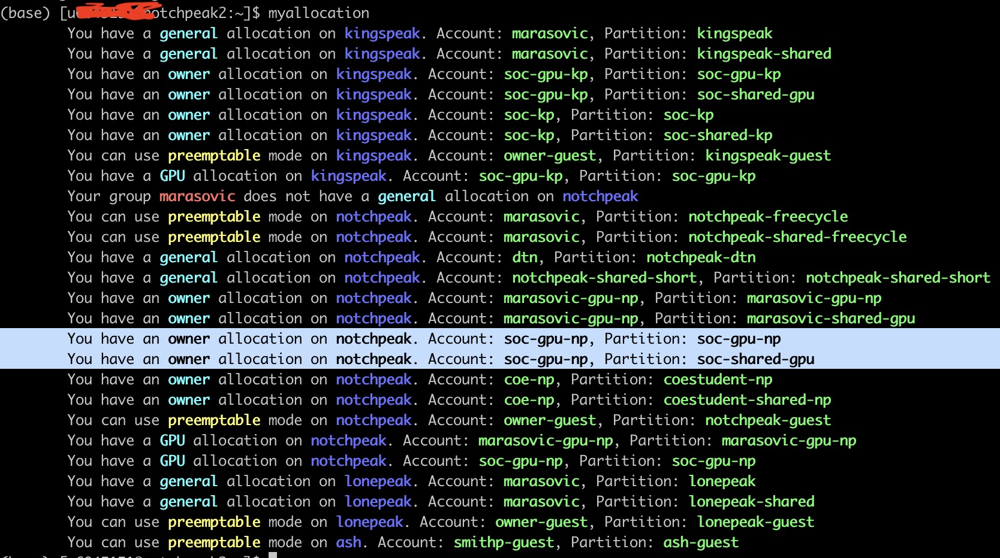 (base) [u notchpeak2:~]$ myallocation
You have a general allocation on kingspeak. Account: marasovic, Partition: kingspeak
You have a general allocation on kingspeak. Account: marasovic, Partition: kingspeak-shared
You have an owner allocation on kingspeak. Account: soc-gpu-kp, Partition: soc-gpu-kp
You have an owner allocation on kingspeak. Account: soc-gpu-kp, Partition: soc-shared-gpu
You have an owner allocation on kingspeak. Account: soc-kp, Partition: soc-kp
You have an owner allocation on kingspeak. Account: soc-kp, Partition: soc-shared-kp
You can use preemptable mode on kingspeak. Account: owner-guest, Partition: kingspeak-guest
You have a GPU allocation on kingspeak. Account: soc-gpu-kp, Partition: soc-gpu-kp
Your group marasovic does not have a general allocation on notchpeak
You can use preemptable mode on notchpeak. Account: marasovic, Partition: notchpeak-freecycle
You can use preemptable mode on notchpeak. Account: marasovic, Partition: notchpeak-shared-freecycle
You have a general allocation on notchpeak. Account: dtn, Partition: notchpeak-dtn
You have a general allocation on notchpeak. Account: notchpeak-shared-short, Partition: notchpeak-shared-short
You have an owner allocation on notchpeak. Account: marasovic-gpu-np, Partition: marasovic-gpu-np
You have an owner allocation on notchpeak. Account: marasovic-gpu-np, Partition: marasovic-shared-gpu
You have an owner allocation on notchpeak. Account: soc-gpu-np, Partition: soc-gpu-np
You have an owner allocation on notchpeak. Account: soc-gpu-np, Partition: soc-shared-gpu
You have an owner allocation on notchpeak. Account: coe-np, Partition: coestudent-np
You have an owner allocation on notchpeak. Account: coe-np, Partition: coestudent-shared-np
You can use preemptable mode on notchpeak. Account: owner-guest, Partition: notchpeak-guest
You have a GPU allocation on notchpeak. Account: marasovic-gpu-np, Partition: marasovic-gpu-np
You have a GPU allocation on notchpeak. Account: soc-gpu-np, Partition: soc-gpu-np
You have a general allocation on lonepeak. Account: marasovic, Partition: lonepeak
You have a general allocation on lonepeak. Account: marasovic, Partition: lonepeak-shared
You can use preemptable mode on lonepeak. Account: owner-guest, Partition: lonepeak-guest
You can use preemptable mode on ash. Account: smithp-guest, Partition: ash-guest